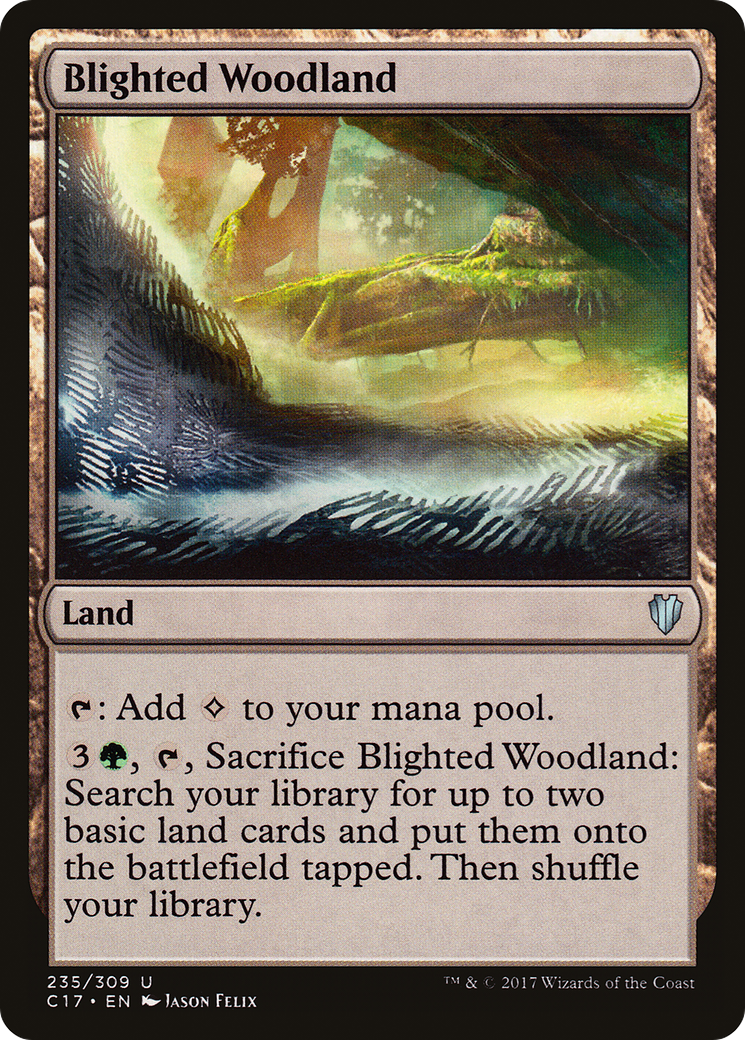 Blighted Woodland
Land
: Add to your mana pool.
3, , Sacrifice Blighted Woodland:
Search your library for up to two
basic land cards and put them onto
the battlefield tapped. Then shuffle
your library.
235/309 U
C17 • EN Jason Felix
™ & © 2017 Wizards of the Coast